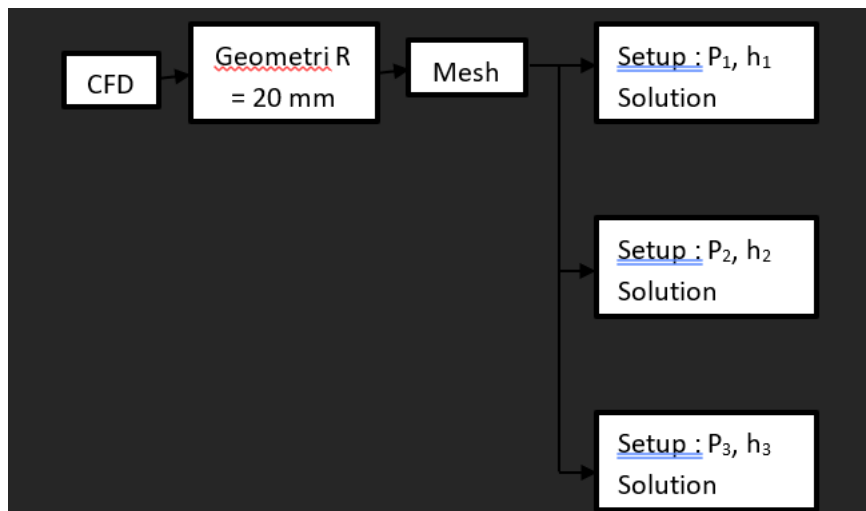 CFD
Geometri R
= 20 mm
Mesh
Setup : P₁, h₁
Solution
Setup : P₂, h₂
Solution
Setup : P₃, h₃
Solution